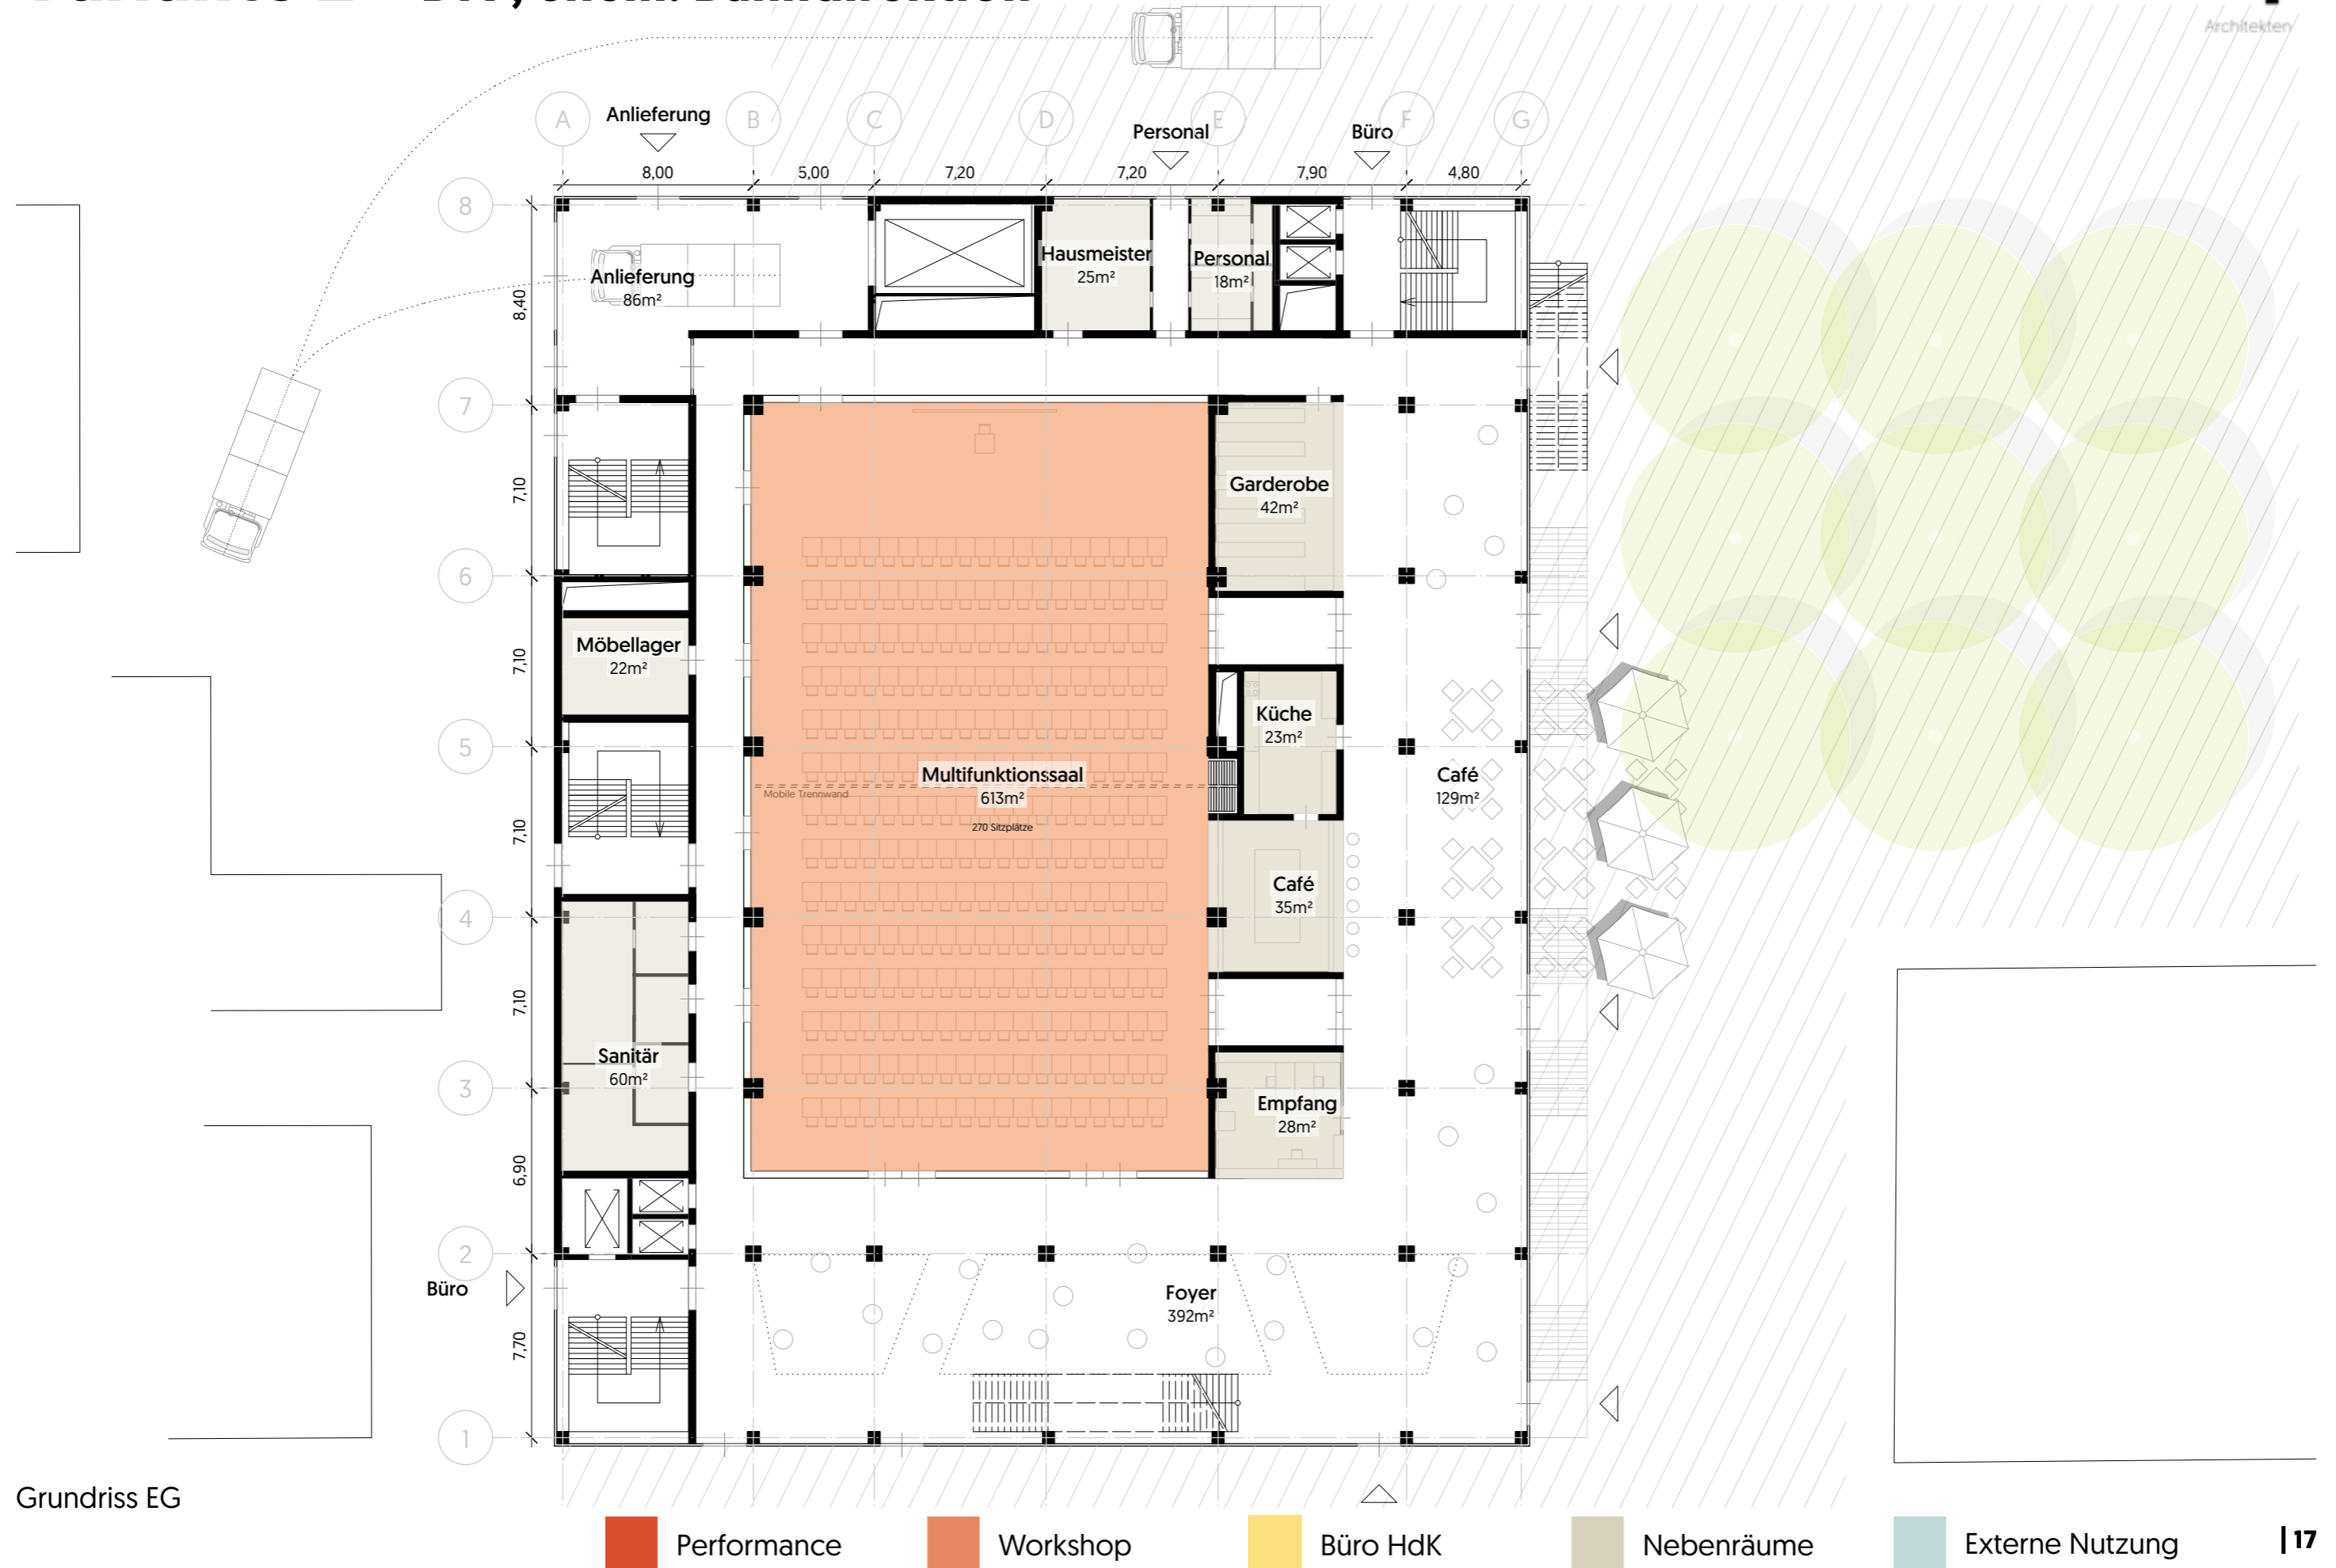 Architekten
Anlieferung
Personal
Büro
A
B
C
D
E
F
G
8,00
5,00
7,20
7,20
7,90
4,80
8
7
6
5
4
3
2
1
8,40
7,10
7,10
7,10
7,10
6,90
7,70
Anlieferung
86m²
Hausmeister
25m²
Personal
18m²
Garderobe
42m²
Möbellager
22m²
Küche
23m²
Multifunktionssaal
613m²
Mobile Trennwand
270 Sitzplätze
Café
129m²
Café
35m²
Sanitär
60m²
Empfang
28m²
Büro
Foyer
392m²
Grundriss EG
Performance
Workshop
Büro HdK
Nebenräume
Externe Nutzung
| 17